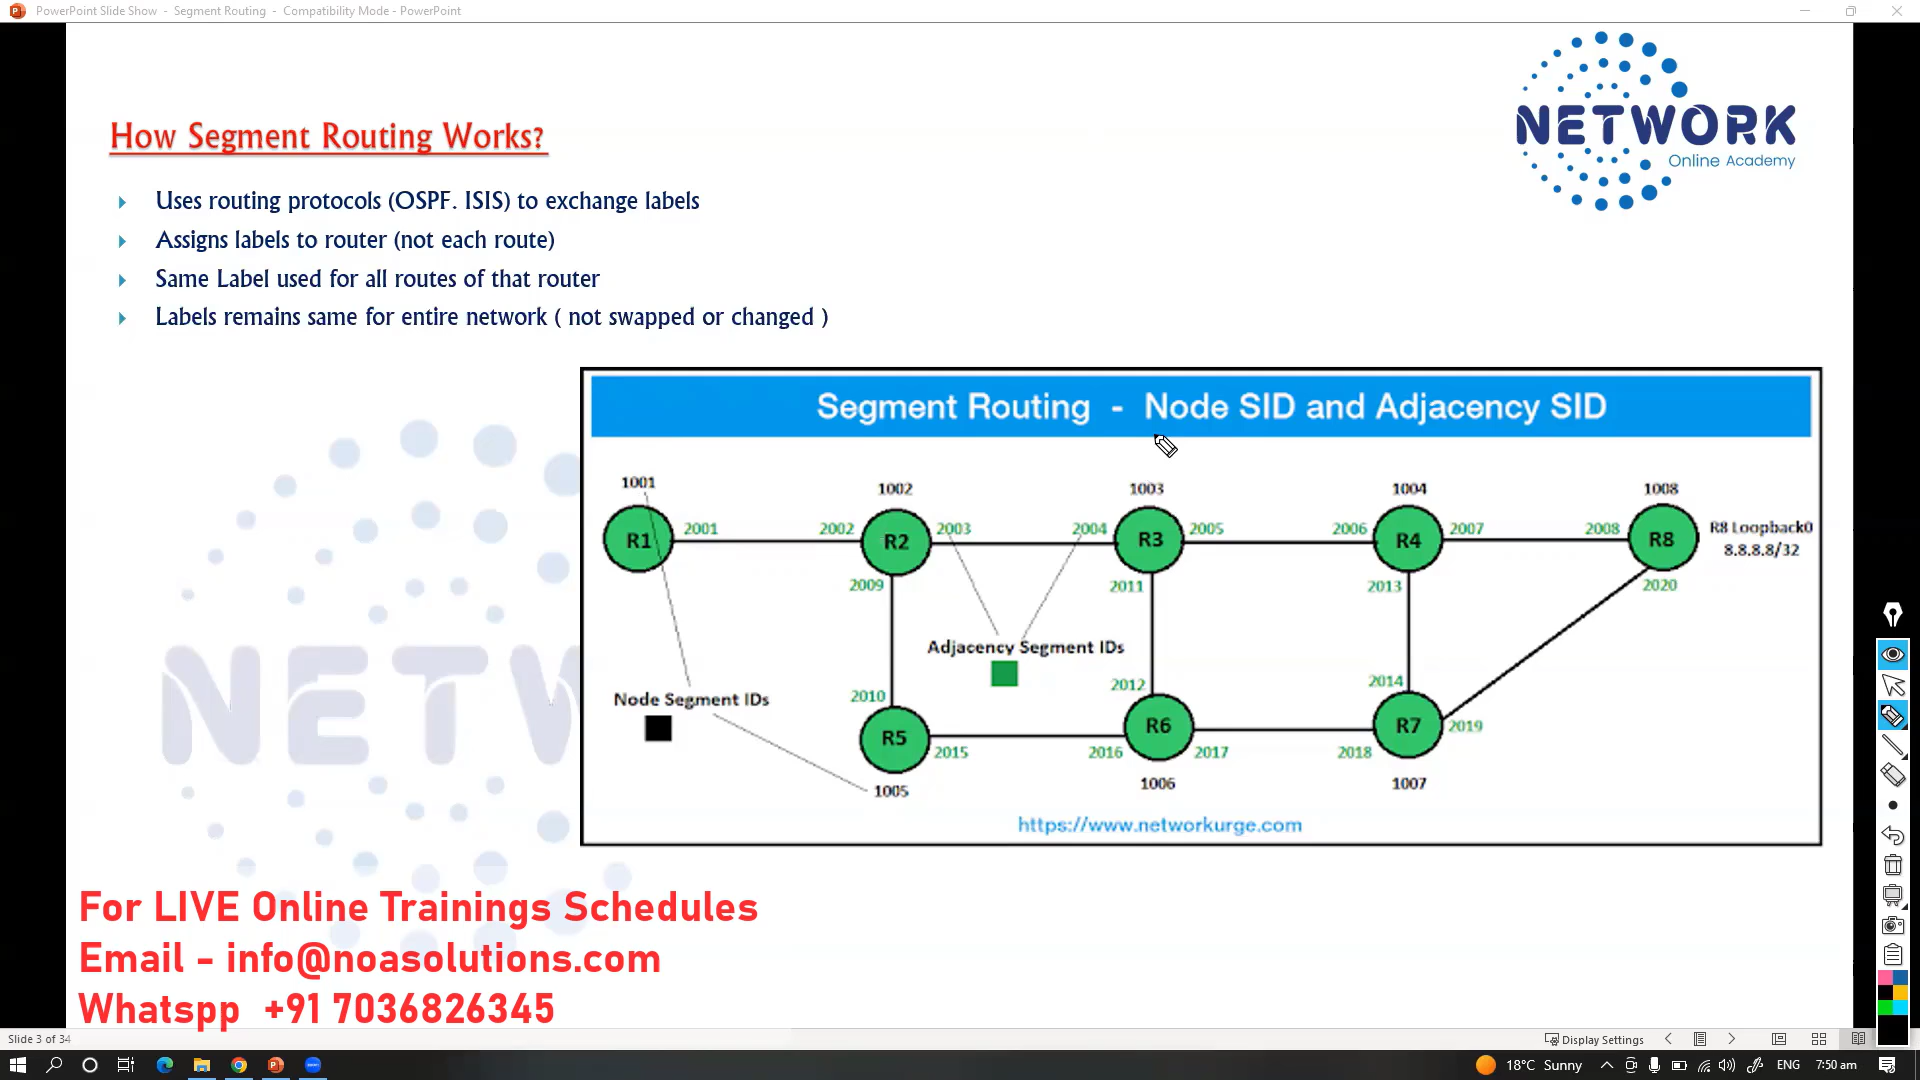 PowerPoint Slide Show - Segment Routing - Compatibility Mode - PowerPoint
NETWORK
Online Academy
How Segment Routing Works?
Uses routing protocols (OSPF. ISIS) to exchange labels
Assigns labels to router (not each route)
Same Label used for all routes of that router
Labels remains same for entire network ( not swapped or changed )
Segment Routing - Node SID and Adjacency SID
1001 1002 1003 1004 1008
R1 2001 2002 R2 2003 2004 R3 2005 2006 R4 2007 2008 R8 R8 Loopback0
8.8.8.8/32
2009 2011 2013 2020
Adjacency Segment IDs
2010 2012 2014
Node Segment IDs
R5 R6 R7 2019
2015 2016 2017 2018
1005 1006 1007
https://www.networkurge.com
NETW
For LIVE Online Trainings Schedules
Email - info@noasolutions.com
Whatspp +91 7036826345
Slide 3 of 34 Display Settings
18°C Sunny ENG 7:50 am